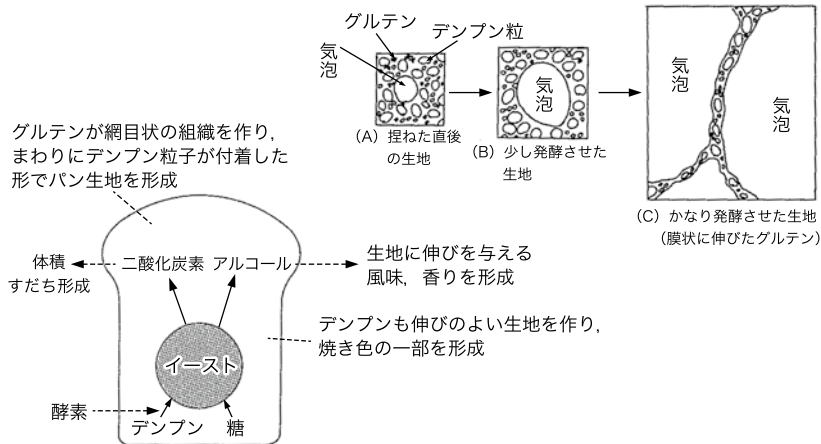 グルテン
デンプン粒
気泡
気泡
気泡
気泡
(A) 捏ねた直後
の生地
(B) 少し発酵させた
生地
(C) かなり発酵させた生地
(膜状に伸びたグルテン)
グルテンが網目状の組織を作り,
まわりにデンプン粒子が付着した
形でパン生地を形成
体積
すだち形成
二酸化炭素
アルコール
生地に伸びを与える
風味,香りを形成
デンプンも伸びのよい生地を作り,
焼き色の一部を形成
イースト
酵素
デンプン
糖